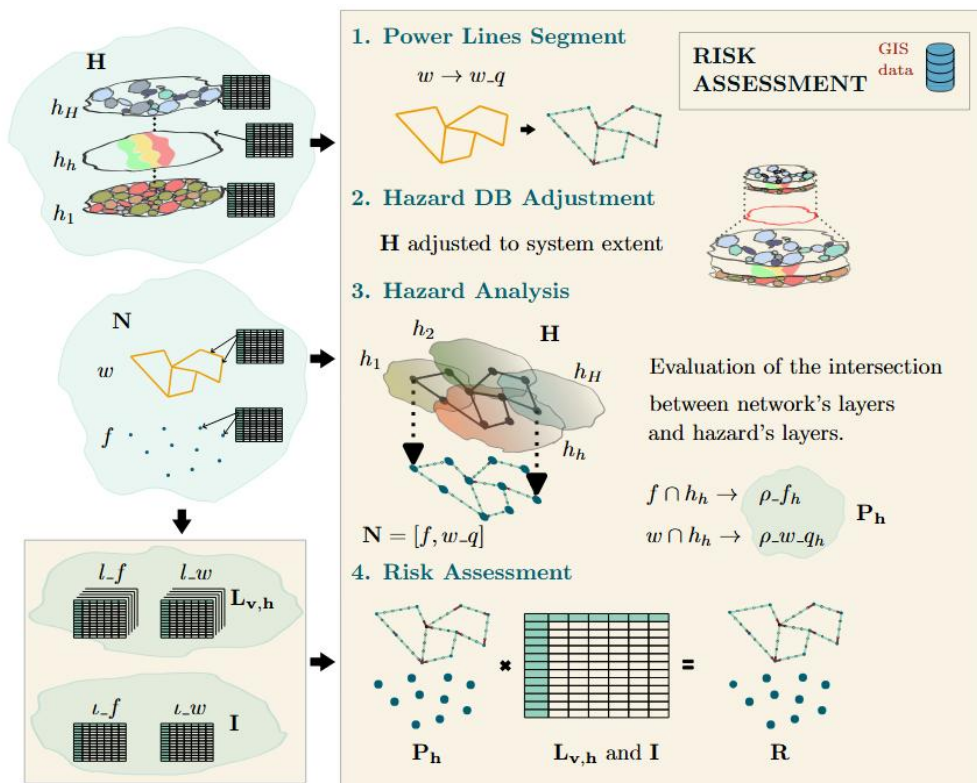 H
h_H
h_h
h_1
N
w
f
l_f
l_w
L_{v,h}
ι_f
ι_w
I
RISK
ASSESSMENT
GIS
data
1. Power Lines Segment
w → w_q
2. Hazard DB Adjustment
H adjusted to system extent
3. Hazard Analysis
h_2
H
h_1
h_H
h_h
N = [f, w_q]
Evaluation of the intersection
between network's layers
and hazard's layers.
f ∩ h_h → ρ_f_h
w ∩ h_h → ρ_w_q_h
P_h
4. Risk Assessment
×
=
P_h
L_{v,h} and I
R